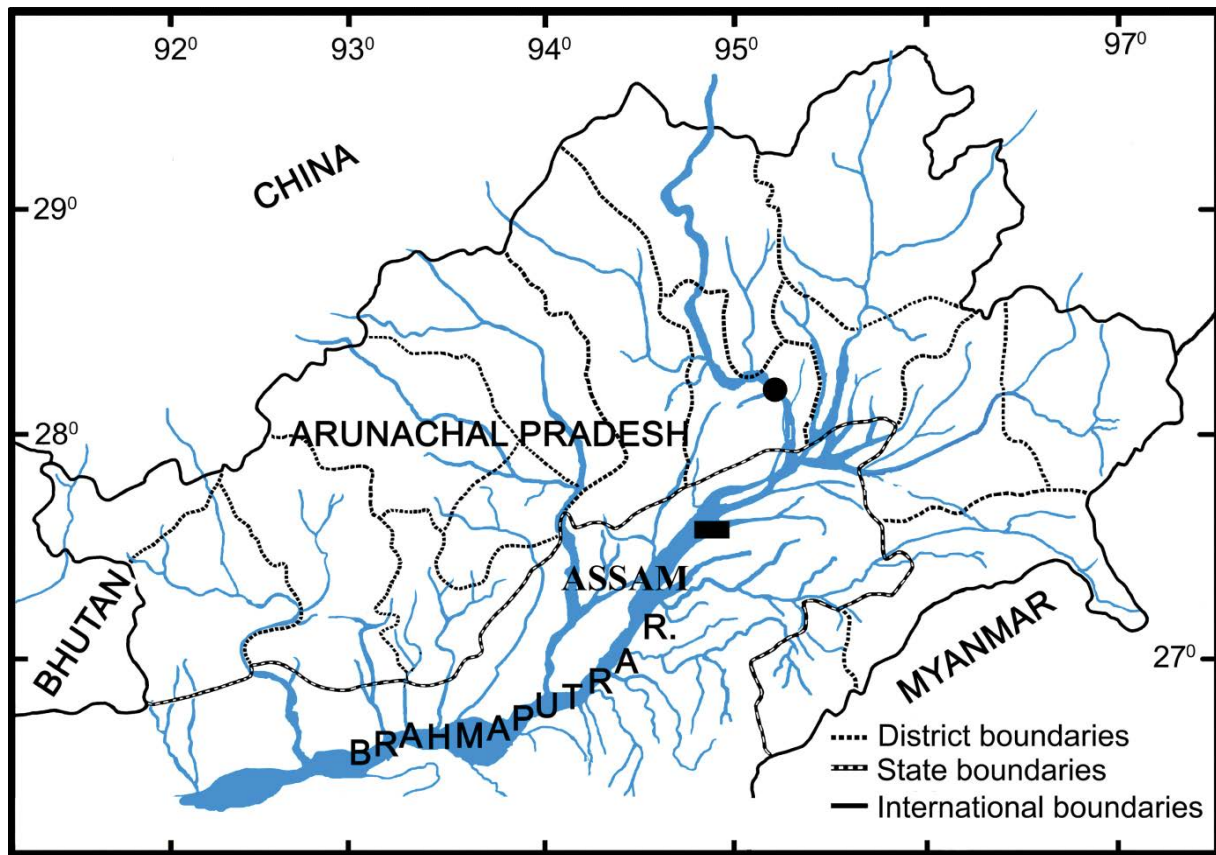 92⁰ 93⁰ 94⁰ 95⁰ 97⁰
CHINA
29⁰
28⁰
ARUNACHAL PRADESH
ASSAM
BHUTAN
MYANMAR
27⁰
BRAHMAPUTRA R.
District boundaries
State boundaries
International boundaries